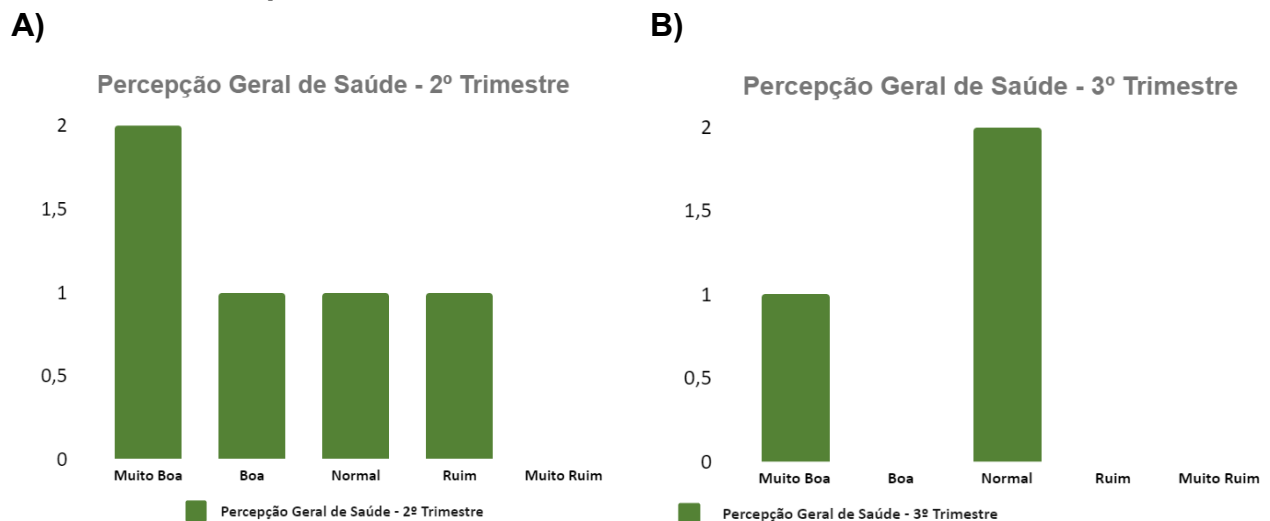 A)
Percepção Geral de Saúde - 2º Trimestre
2
1,5
1
0,5
0
Muito Boa Boa Normal Ruim Muito Ruim
Percepção Geral de Saúde - 2º Trimestre
B)
Percepção Geral de Saúde - 3º Trimestre
2
1,5
1
0,5
0
Muito Boa Boa Normal Ruim Muito Ruim
Percepção Geral de Saúde - 3º Trimestre